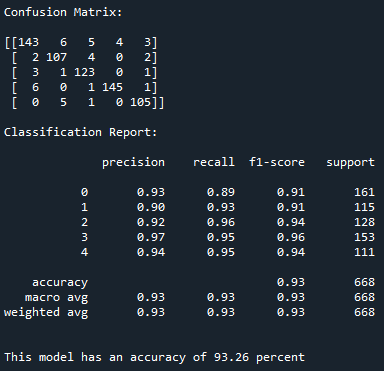 Confusion Matrix:
[[143 6 5 4 3]
[ 2 107 4 0 2]
[ 3 1 123 0 1]
[ 6 0 1 145 1]
[ 0 5 1 0 105]]
Classification Report:
precision recall f1-score support
0 0.93 0.89 0.91 161
1 0.90 0.93 0.91 115
2 0.92 0.96 0.94 128
3 0.97 0.95 0.96 153
4 0.94 0.95 0.94 111
accuracy 0.93 668
macro avg 0.93 0.93 0.93 668
weighted avg 0.93 0.93 0.93 668
This model has an accuracy of 93.26 percent